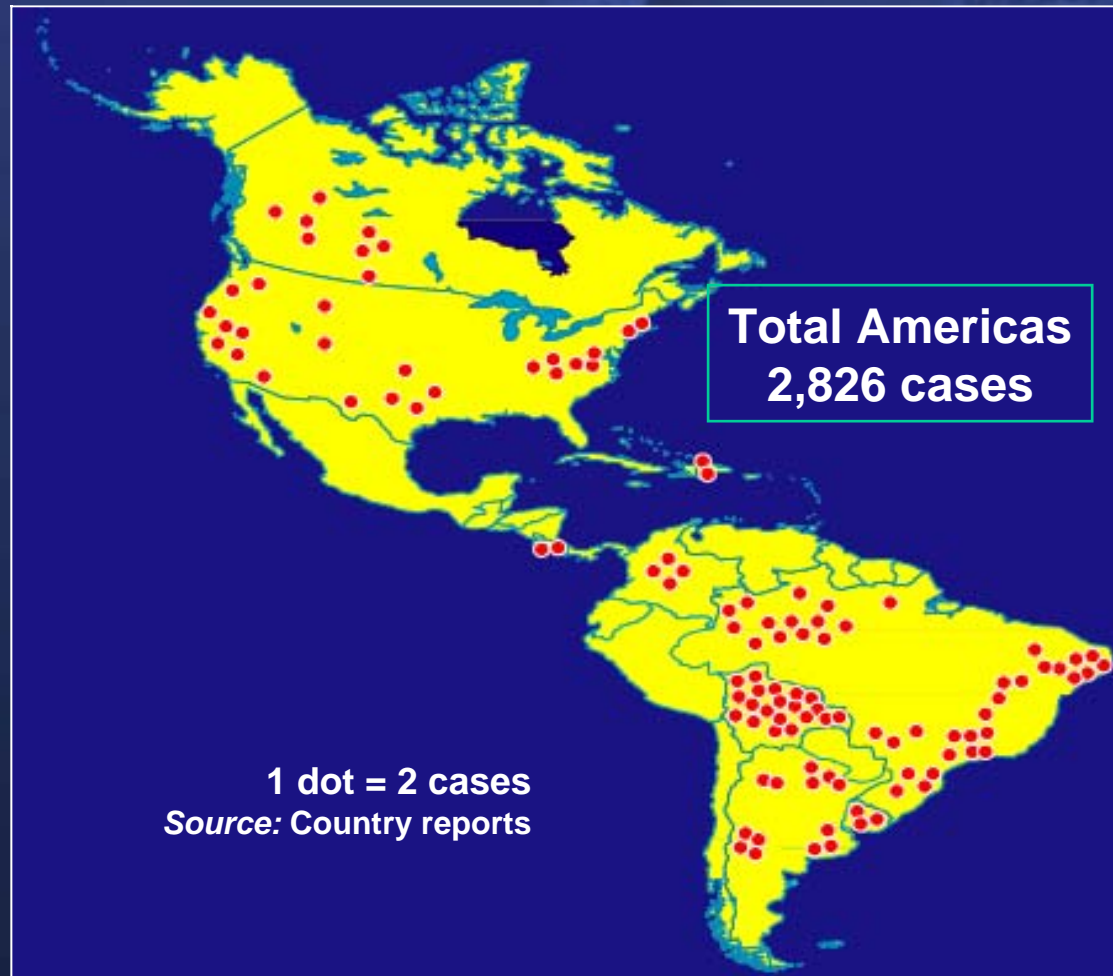 Total Americas
2,826 cases
1 dot = 2 cases
Source: Country reports